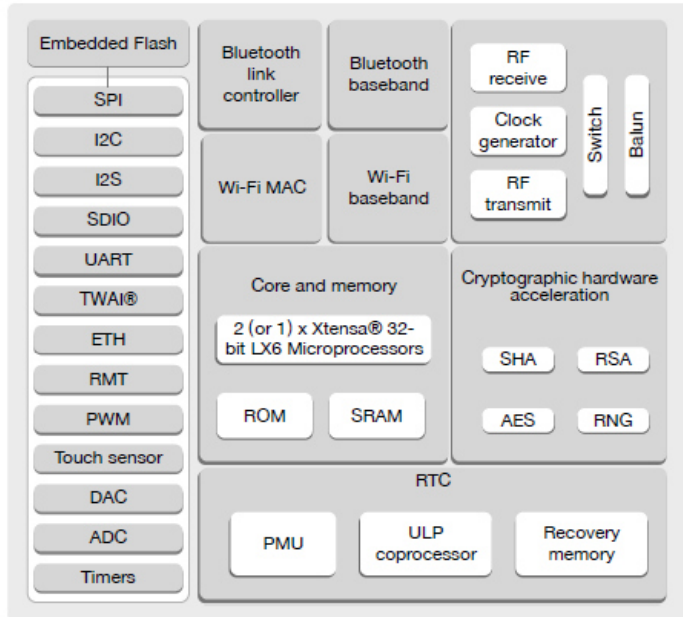 Embedded Flash
SPI
I2C
I2S
SDIO
UART
TWAI®
ETH
RMT
PWM
Touch sensor
DAC
ADC
Timers
Bluetooth
link
controller
Bluetooth
baseband
Wi-Fi MAC
Wi-Fi
baseband
RF
receive
Clock
generator
RF
transmit
Switch
Balun
Core and memory
2 (or 1) x Xtensa® 32-
bit LX6 Microprocessors
ROM
SRAM
Cryptographic hardware
acceleration
SHA
RSA
AES
RNG
RTC
PMU
ULP
coprocessor
Recovery
memory